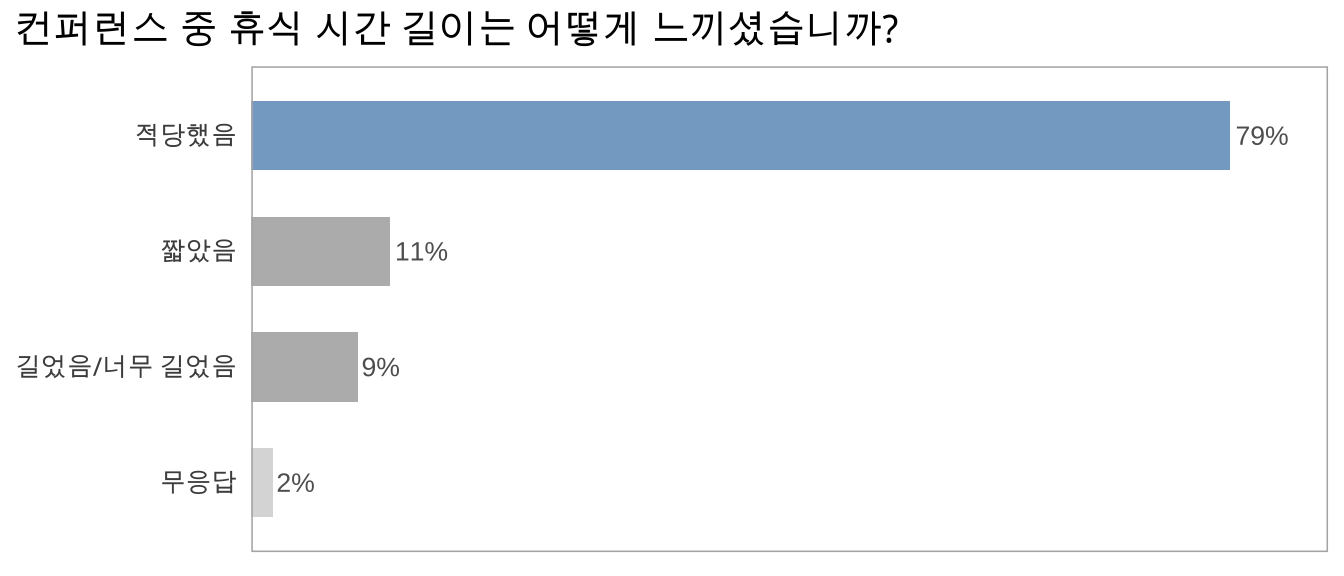 컨퍼런스 중 휴식 시간 길이는 어떻게 느끼셨습니까?
적당했음 79%
짧았음 11%
길었음/너무 길었음 9%
무응답 2%